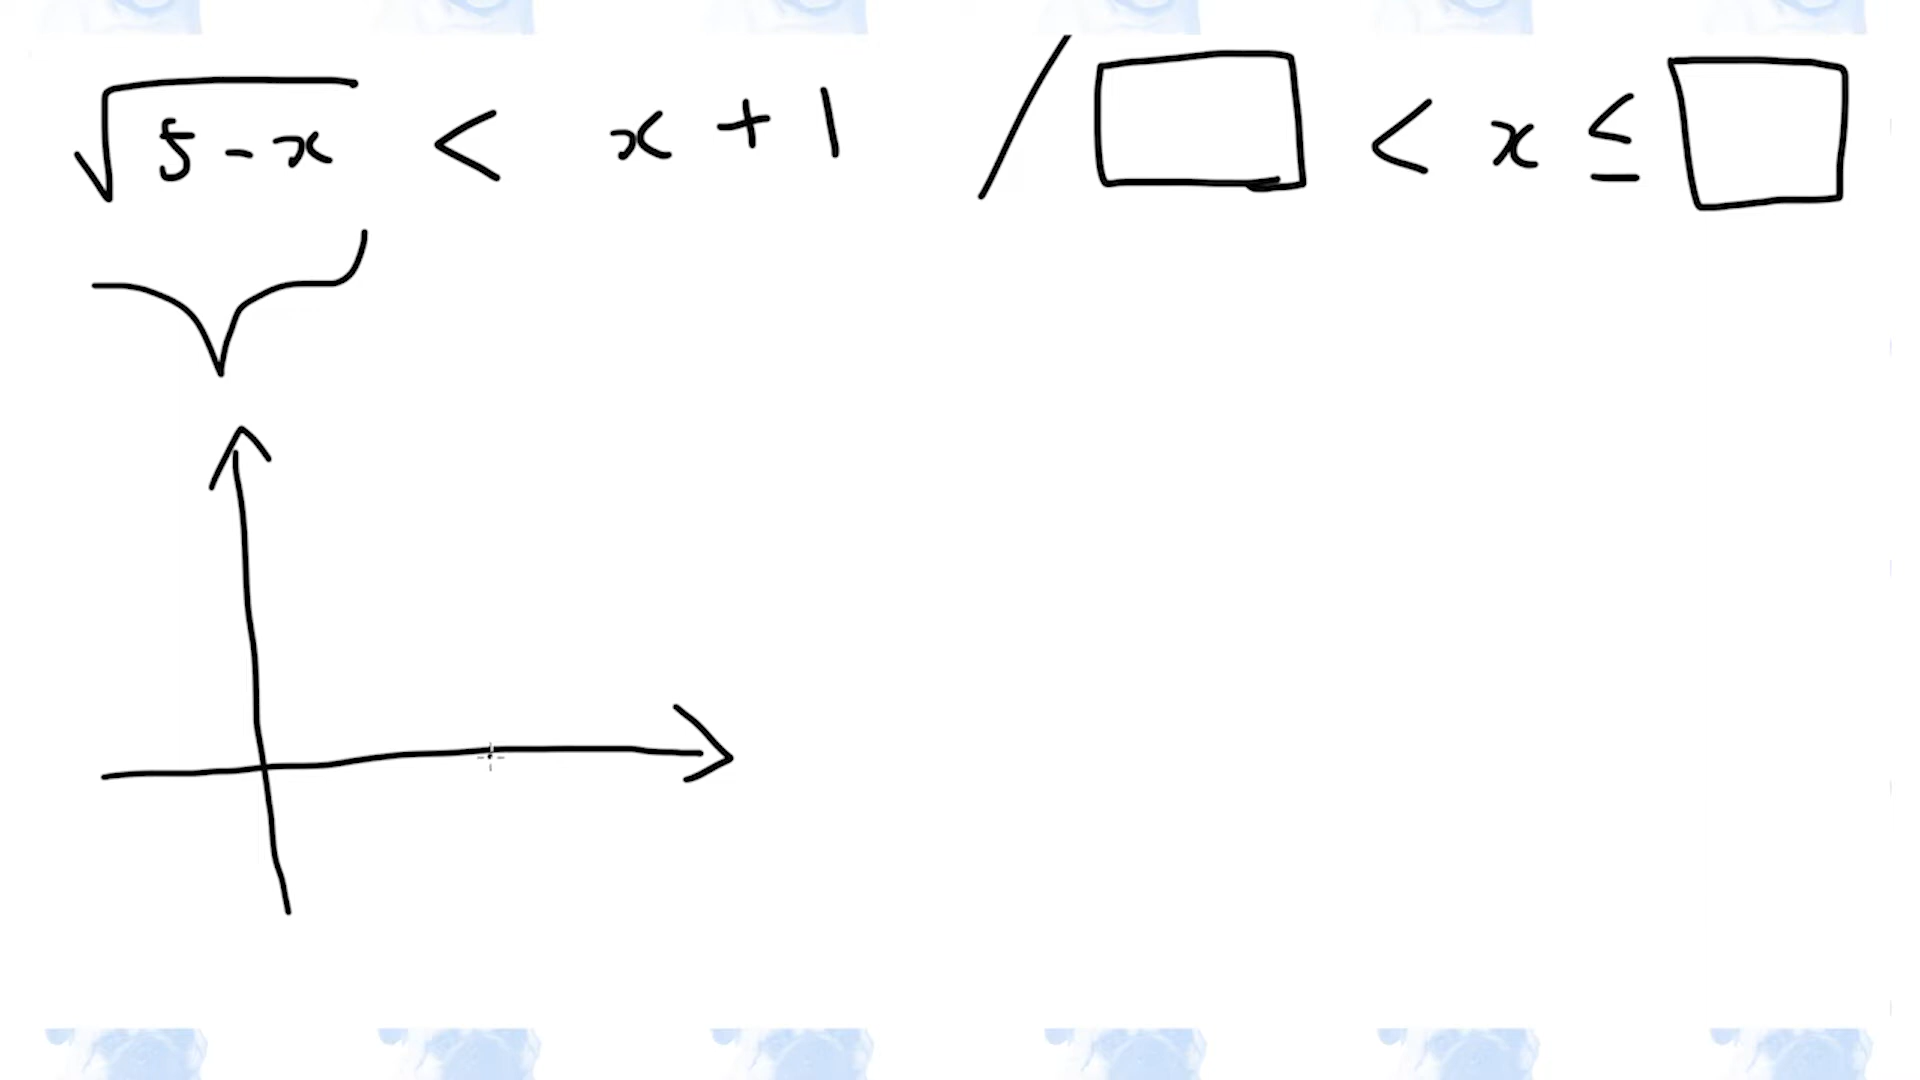 √(5-x) < x+1 / □ < x ≤ □